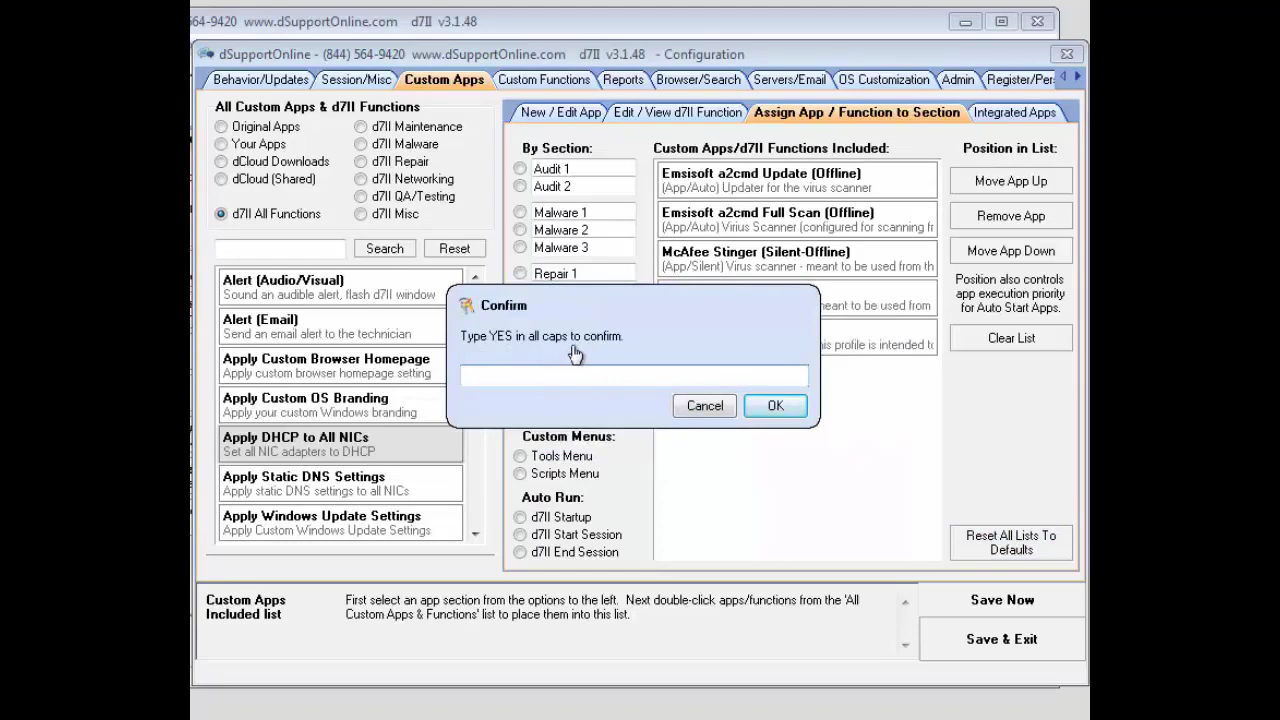 564-9420 www.dSupportOnline.com d7II v3.1.48
dSupportOnline - (844) 564-9420 www.dSupportOnline.com d7II v3.1.48 - Configuration
Behavior/Updates Session/Misc Custom Apps Custom Functions Reports Browser/Search Servers/Email OS Customization Admin Register/Per
All Custom Apps & d7II Functions
Original Apps
Your Apps
dCloud Downloads
dCloud (Shared)
d7II All Functions
d7II Maintenance
d7II Malware
d7II Repair
d7II Networking
d7II QA/Testing
d7II Misc
Search Reset
Alert (Audio/Visual)
Sound an audible alert, flash d7II window
Alert (Email)
Send an email alert to the technician
Apply Custom Browser Homepage
Apply custom browser homepage setting
Apply Custom OS Branding
Apply your custom Windows branding
Apply DHCP to All NICs
Set all NIC adapters to DHCP
Apply Static DNS Settings
Apply static DNS settings to all NICs
Apply Windows Update Settings
Apply Custom Windows Update Settings
New / Edit App Edit / View d7II Function Assign App / Function to Section Integrated Apps
By Section:
Audit 1
Audit 2
Malware 1
Malware 2
Malware 3
Repair 1
Custom Menus:
Tools Menu
Scripts Menu
Auto Run:
d7II Startup
d7II Start Session
d7II End Session
Custom Apps/d7II Functions Included:
Emsisoft a2cmd Update (Offline)
(App/Auto) Updater for the virus scanner
Emsisoft a2cmd Full Scan (Offline)
(App/Auto) Virius Scanner (configured for scanning fr
McAfee Stinger (Silent-Offline)
(App/Silent) Virus scanner - meant to be used from th
meant to be used from
this profile is intended to
Position in List:
Move App Up
Remove App
Move App Down
Position also controls
app execution priority
for Auto Start Apps.
Clear List
Reset All Lists To
Defaults
Confirm
Type YES in all caps to confirm.
Cancel OK
Custom Apps
Included list
First select an app section from the options to the left. Next double-click apps/functions from the 'All
Custom Apps & Functions' list to place them into this list.
Save Now
Save & Exit